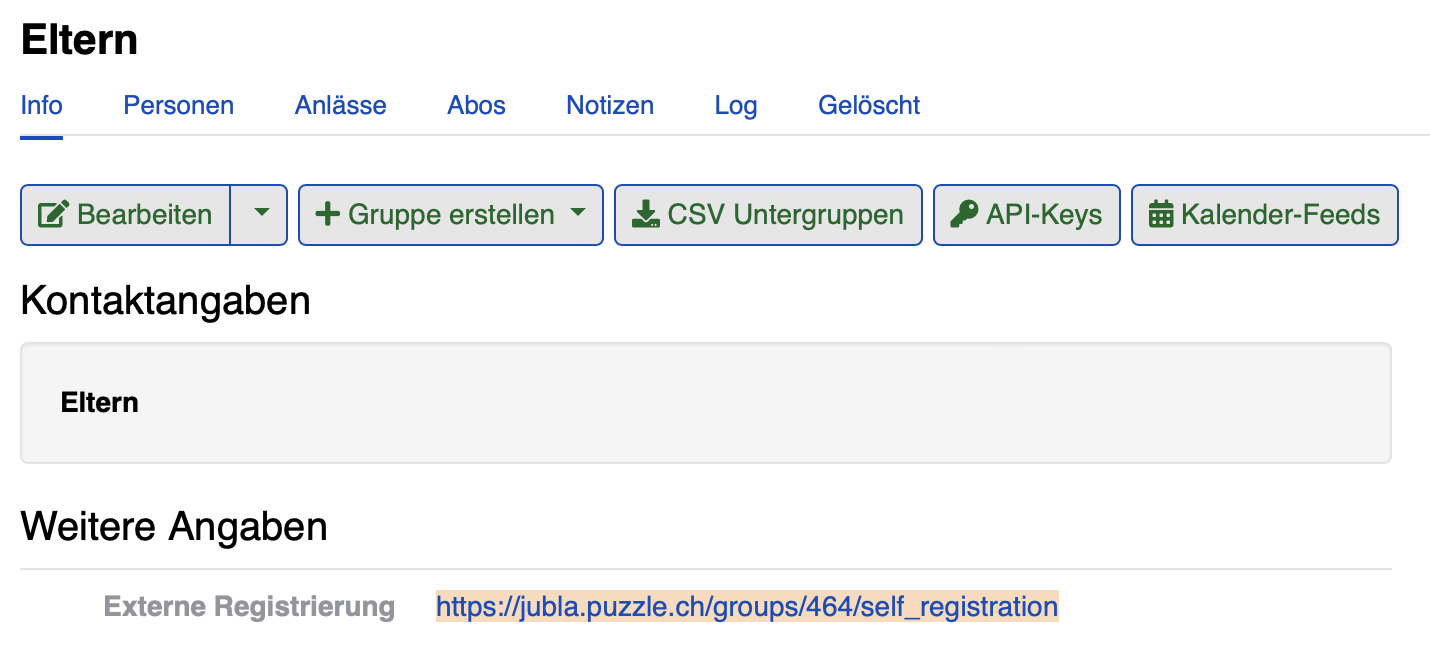 Eltern
Info Personen Anlässe Abos Notizen Log Gelöscht
Bearbeiten Gruppe erstellen CSV Untergruppen API-Keys Kalender-Feeds
Kontaktangaben
Eltern
Weitere Angaben
Externe Registrierung https://jubla.puzzle.ch/groups/464/self_registration